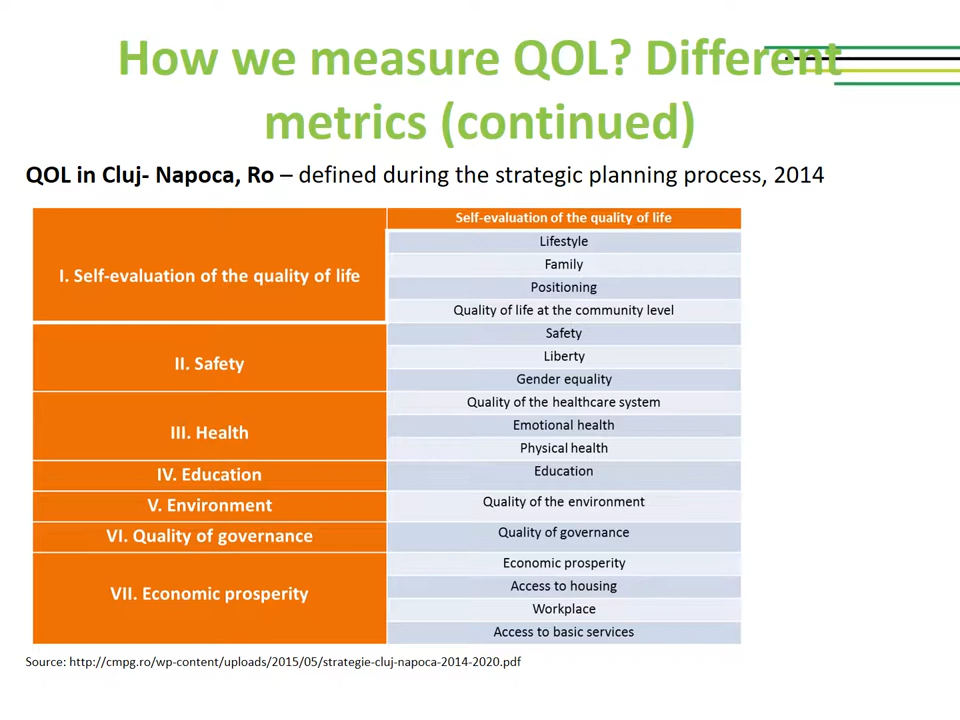 How we measure QOL? Different
metrics (continued)
QOL in Cluj- Napoca, Ro – defined during the strategic planning process, 2014
I. Self-evaluation of the quality of life
Self-evaluation of the quality of life
Lifestyle
Family
Positioning
Quality of life at the community level
II. Safety
Safety
Liberty
Gender equality
III. Health
Quality of the healthcare system
Emotional health
Physical health
IV. Education
Education
V. Environment
Quality of the environment
VI. Quality of governance
Quality of governance
VII. Economic prosperity
Economic prosperity
Access to housing
Workplace
Access to basic services
Source: http://cmpg.ro/wp-content/uploads/2015/05/strategie-cluj-napoca-2014-2020.pdf